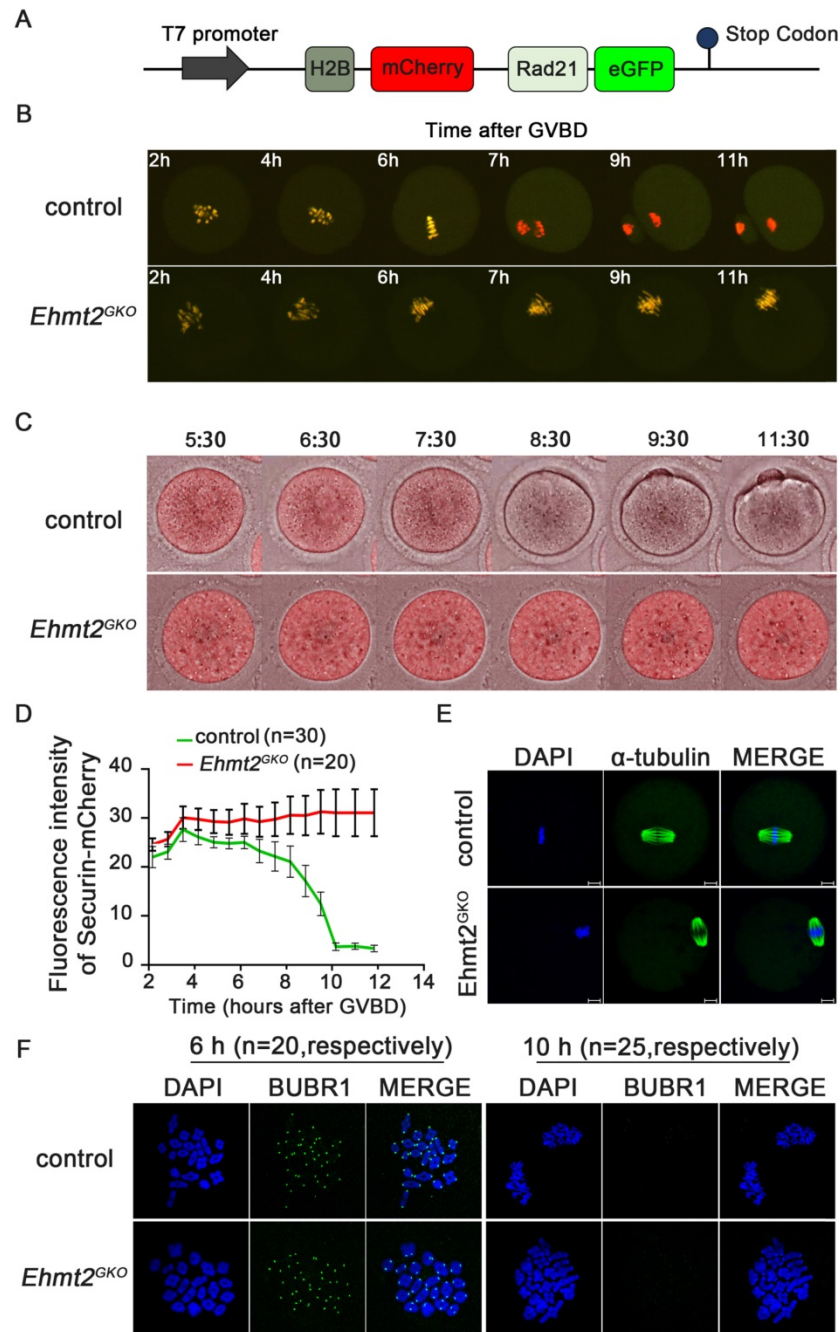 A
T7 promoter
H2B
mCherry
Rad21
eGFP
Stop Codon
B
Time after GVBD
2h 4h 6h 7h 9h 11h
control
2h 4h 6h 7h 9h 11h
Ehmt2GKO
C
5:30 6:30 7:30 8:30 9:30 11:30
control
Ehmt2GKO
D
control (n=30)
Ehmt2GKO (n=20)
Fluorescence intensity
of Securin-mCherry
40
30
20
10
0
2 4 6 8 10 12 14
Time (hours after GVBD)
E
DAPI α-tubulin MERGE
control
Ehmt2GKO
F
6 h (n=20,respectively) 10 h (n=25,respectively)
DAPI BUBR1 MERGE DAPI BUBR1 MERGE
control
Ehmt2GKO